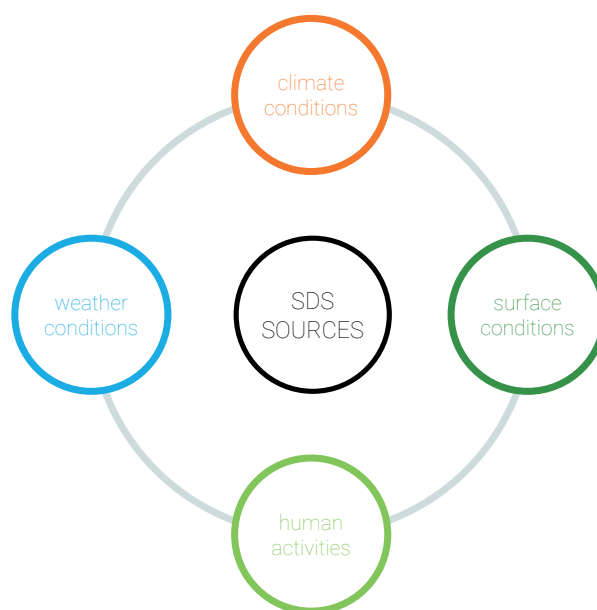 climate
conditions
weather
conditions
SDS
SOURCES
surface
conditions
human
activities